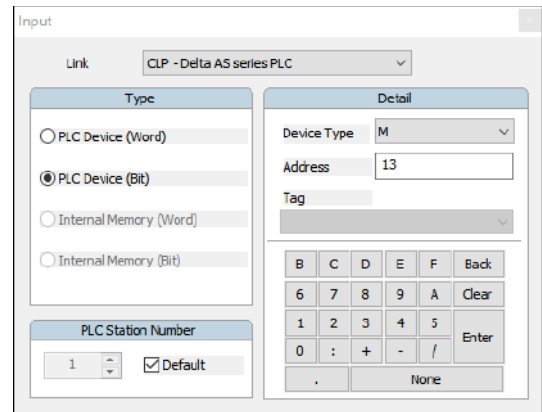 Input
Link CLP - Delta AS series PLC
Type
PLC Device (Word)
PLC Device (Bit)
Internal Memory (Word)
Internal Memory (Bit)
PLC Station Number
1 Default
Detail
Device Type M
Address 13
Tag
B C D E F Back
6 7 8 9 A Clear
1 2 3 4 5 Enter
0 : + - /
. None